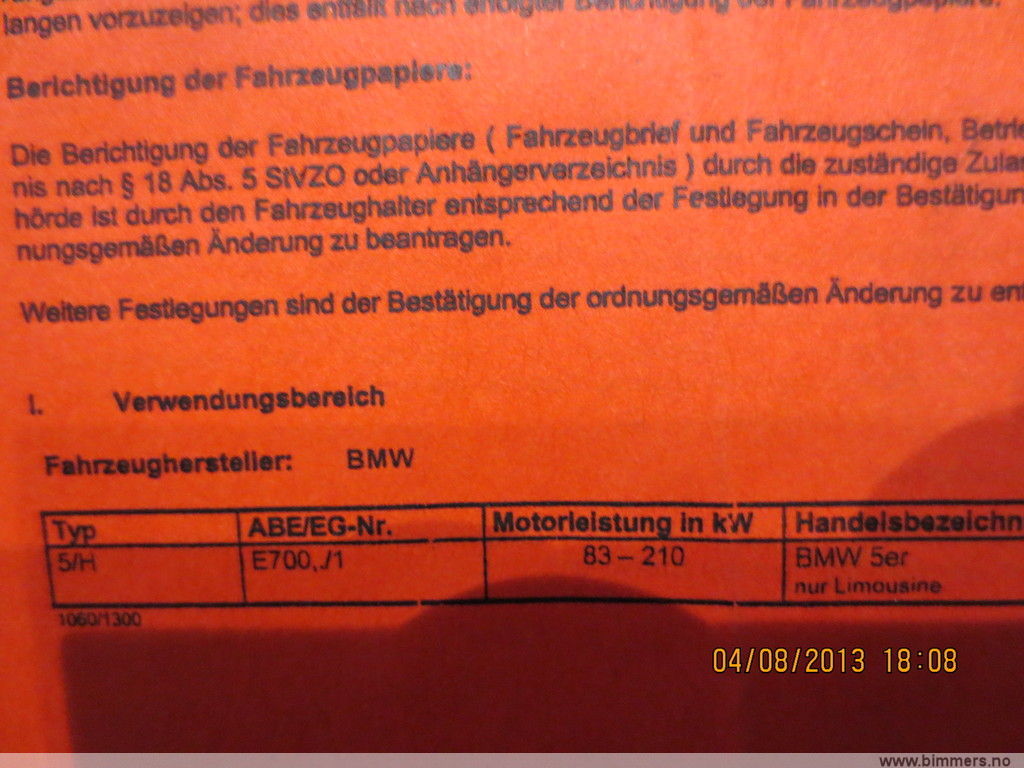 langen vorzuzeigen; dies entfällt nach erfolgter Berichtigung der Fahrzeugpapiere.
Berichtigung der Fahrzeugpapiere:
Die Berichtigung der Fahrzeugpapiere ( Fahrzeugbrief und Fahrzeugschein, Betrie
nis nach § 18 Abs. 5 StVZO oder Anhängerverzeichnis ) durch die zuständige Zulas
hörde ist durch den Fahrzeughalter entsprechend der Festlegung in der Bestätigun
nungsgemäßen Änderung zu beantragen.
Weitere Festlegungen sind der Bestätigung der ordnungsgemäßen Änderung zu ent
I. Verwendungsbereich
Fahrzeughersteller: BMW
Typ ABE/EG-Nr. Motorleistung in kW Handelsbezeichn
5/H E700,./1 83 – 210 BMW 5er
nur Limousine
1060/1300
04/08/2013 18:08
www.bimmers.no